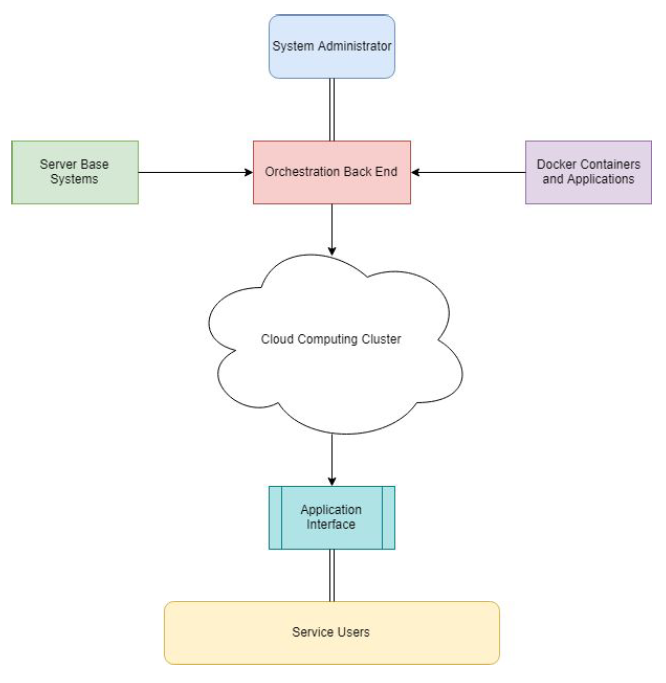 System Administrator
Server Base
Systems
Orchestration Back End
Docker Containers
and Applications
Cloud Computing Cluster
Application
Interface
Service Users